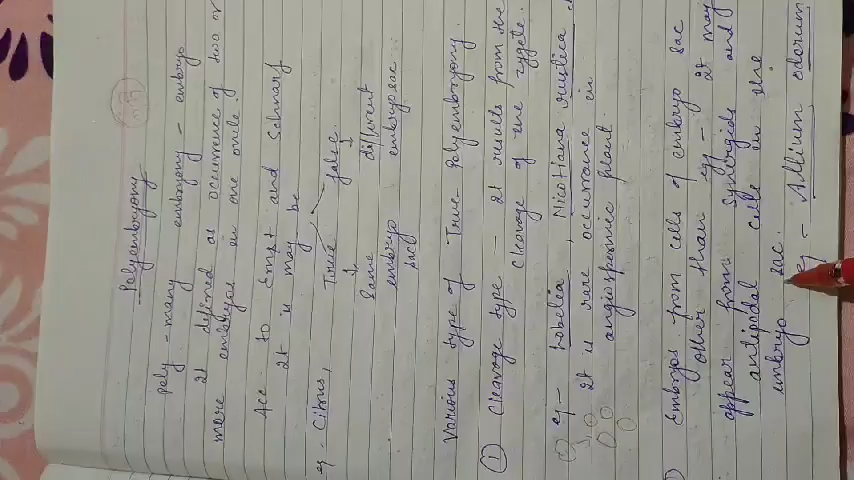 Polyembryony
poly - many embryony - embryo
It defined as occurrence of two or
more embryos in one ovule.
Acc to Ernst and Schnarf
It is may be
eg - Citrus,
True false
Same different
embryo embryo sac
sac
Various type of True Polyembryony.
(1) Cleavage type - It results from the
cleavage of the zygote.
eg - Lobelea, Nicotiana rustica
It is rare occurrence in
angiospermic plant.
Embryos from cells of embryo sac
other than egg - It may
appear from Synergids and
antipodal cells in the
embryo sac.
eg - Allium odorum